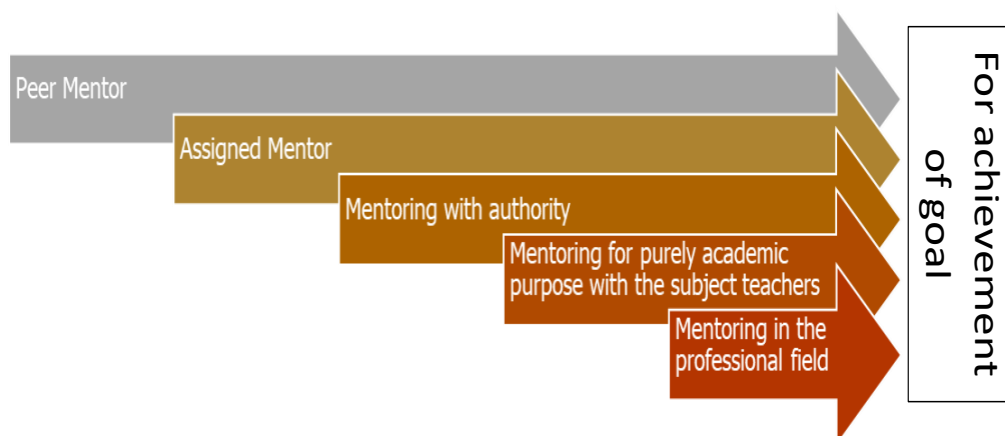 Peer Mentor
Assigned Mentor
Mentoring with authority
Mentoring for purely academic
purpose with the subject teachers
Mentoring in the
professional field
For achievement
of goal